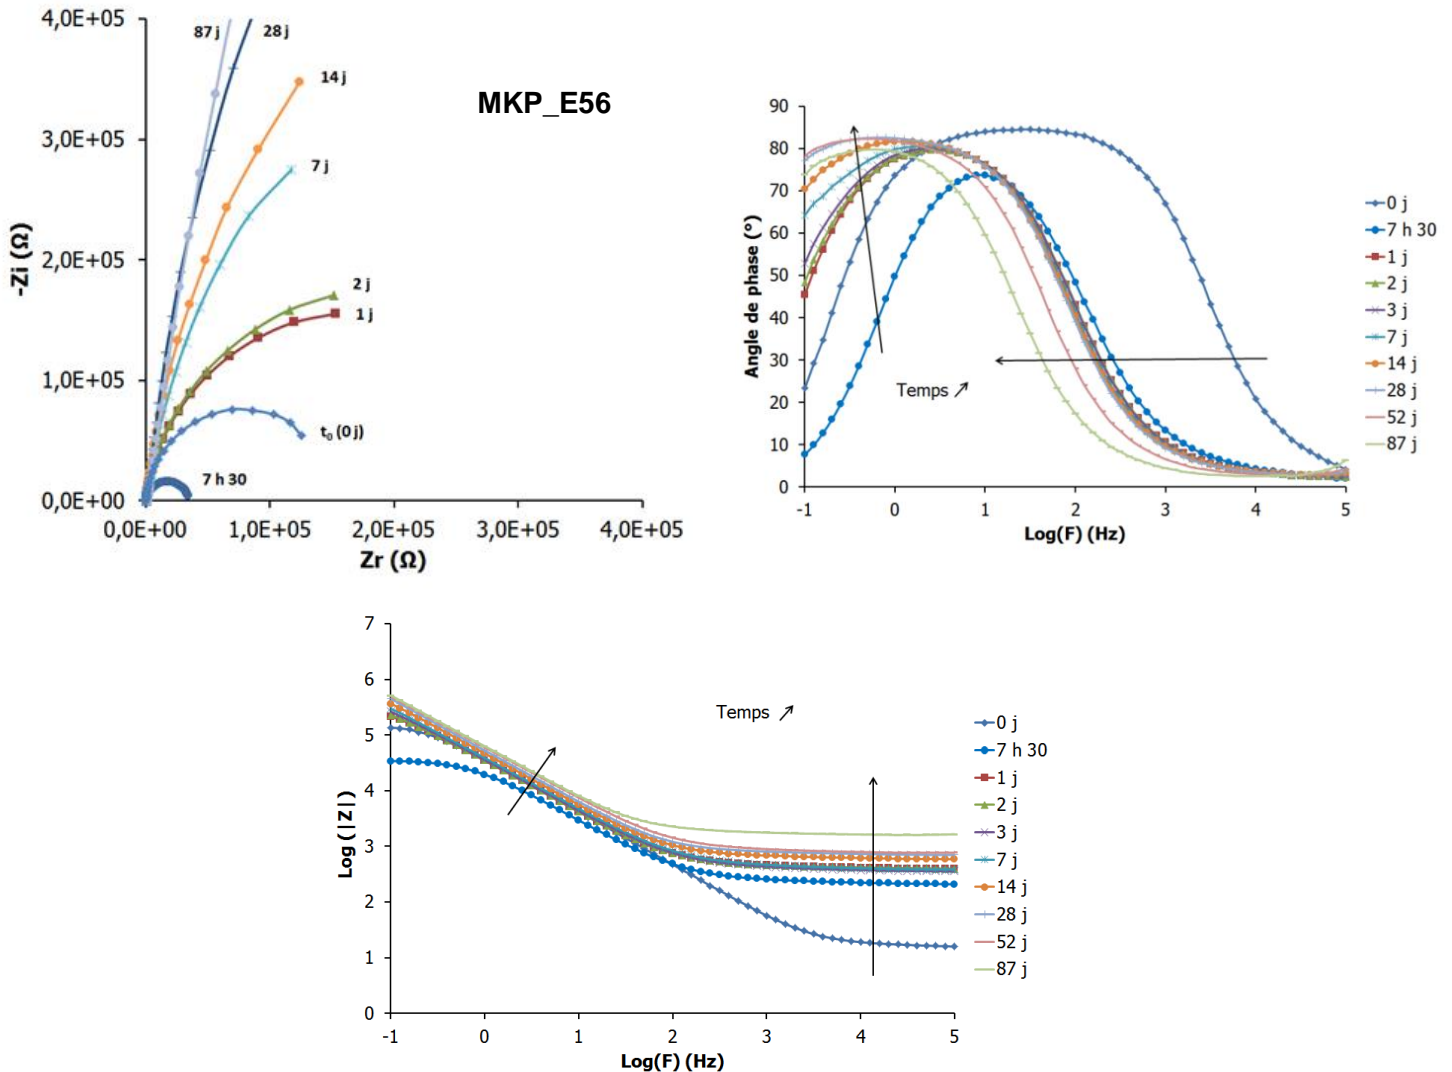 MKP_E56
4,0E+05
3,0E+05
2,0E+05
1,0E+05
0,0E+00
-Zi (Ω)
87 j
28 j
14 j
7 j
2 j
1 j
t0 (0 j)
7 h 30
0,0E+00 1,0E+05 2,0E+05 3,0E+05 4,0E+05
Zr (Ω)
90
80
70
60
50
40
30
20
10
0
Angle de phase (°)
Temps
-1 0 1 2 3 4 5
Log(F) (Hz)
0 j
7 h 30
1 j
2 j
3 j
7 j
14 j
28 j
52 j
87 j
7
6
5
4
3
2
1
0
Log (|Z|)
Temps
-1 0 1 2 3 4 5
Log(F) (Hz)
0 j
7 h 30
1 j
2 j
3 j
7 j
14 j
28 j
52 j
87 j